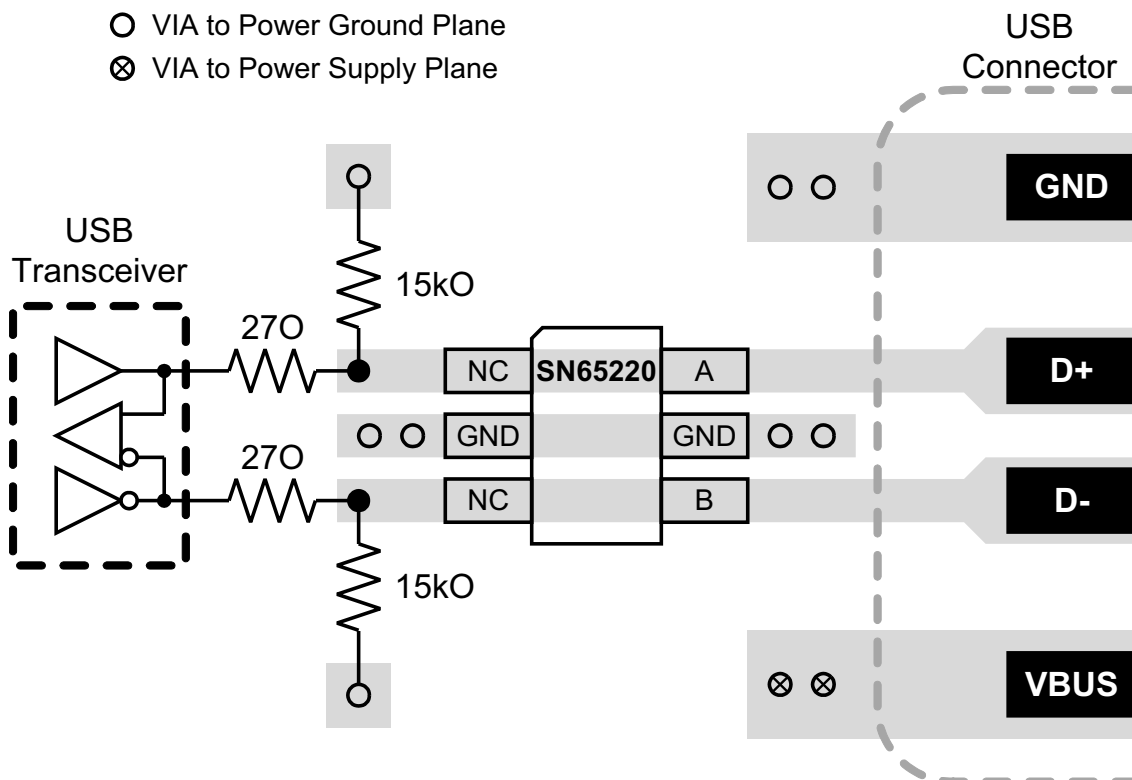 VIA to Power Ground Plane
VIA to Power Supply Plane
USB
Connector
GND
USB
Transceiver
15kO
27O
NC
SN65220
A
D+
GND
GND
27O
NC
B
D-
15kO
VBUS